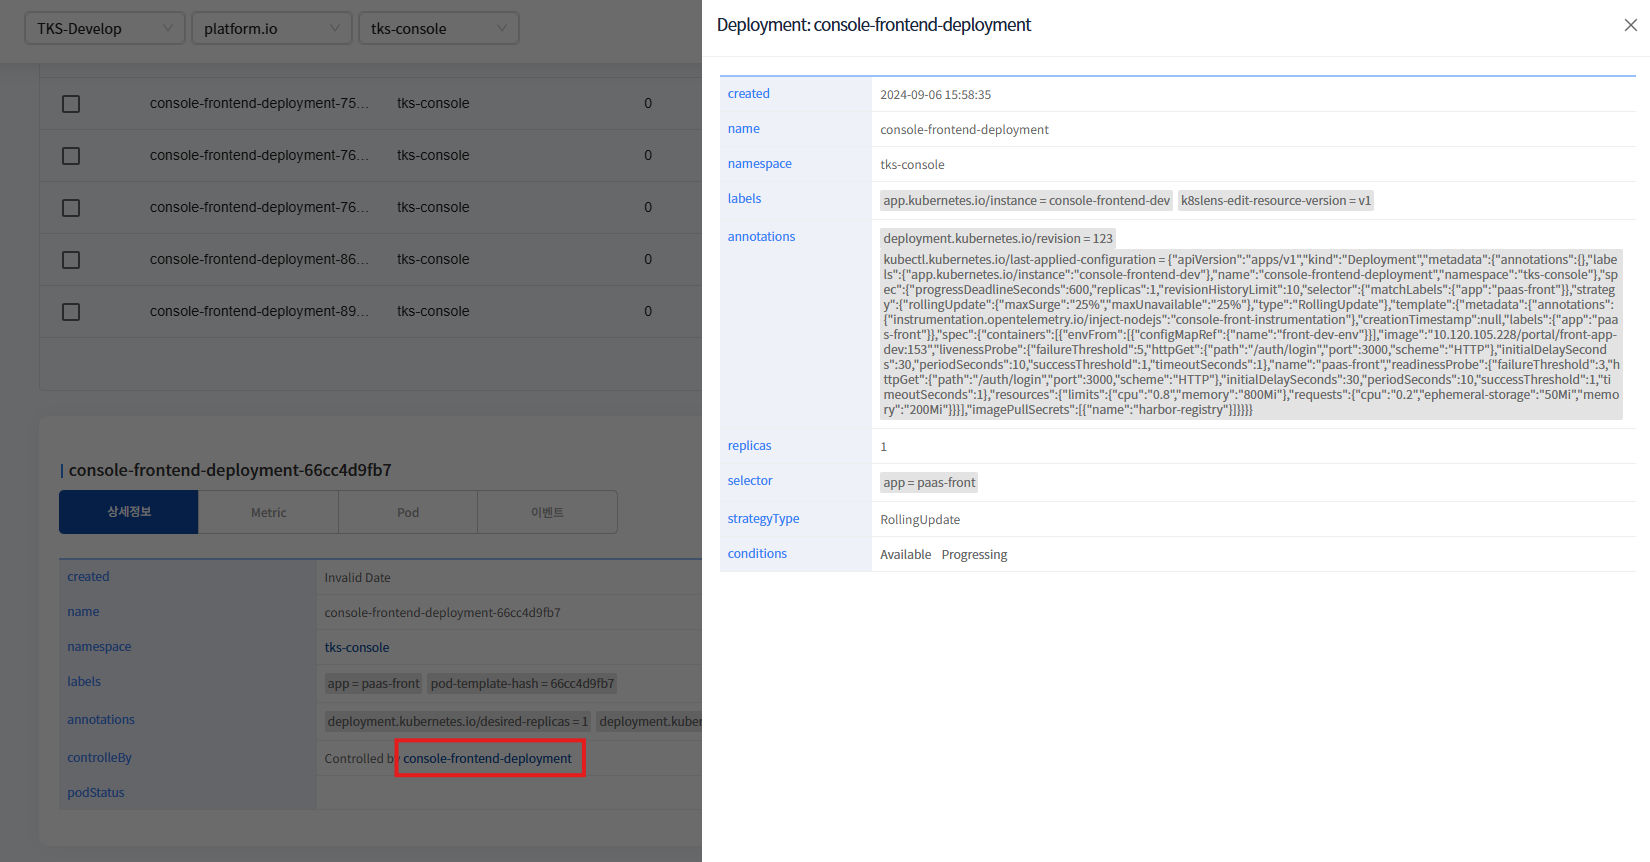 TKS-Develop
platform.io
tks-console
console-frontend-deployment-75... tks-console 0
console-frontend-deployment-76... tks-console 0
console-frontend-deployment-76... tks-console 0
console-frontend-deployment-86... tks-console 0
console-frontend-deployment-89... tks-console 0
console-frontend-deployment-66cc4d9fb7
상세정보
Metric
Pod
이벤트
created Invalid Date
name console-frontend-deployment-66cc4d9fb7
namespace tks-console
labels app = paas-front pod-template-hash = 66cc4d9fb7
annotations deployment.kubernetes.io/desired-replicas = 1 deployment.kuber
controlleBy Controlled by console-frontend-deployment
podStatus
Deployment: console-frontend-deployment
created 2024-09-06 15:58:35
name console-frontend-deployment
namespace tks-console
labels app.kubernetes.io/instance = console-frontend-dev k8slens-edit-resource-version = v1
annotations deployment.kubernetes.io/revision = 123
kubectl.kubernetes.io/last-applied-configuration = {"apiVersion":"apps/v1","kind":"Deployment","metadata":{"annotations":{},"labe
ls":{"app.kubernetes.io/instance":"console-frontend-dev"},"name":"console-frontend-deployment","namespace":"tks-console"},"sp
ec":{"progressDeadlineSeconds":600,"replicas":1,"revisionHistoryLimit":10,"selector":{"matchLabels":{"app":"paas-front"}},"strateg
y":{"rollingUpdate":{"maxSurge":"25%","maxUnavailable":"25%"},"type":"RollingUpdate"},"template":{"metadata":{"annotations":
{"instrumentation.opentelemetry.io/inject-nodejs":"console-front-instrumentation"},"creationTimestamp":null,"labels":{"app":"paa
s-front"}},"spec":{"containers":[{"envFrom":[{"configMapRef":{"name":"front-dev-env"}}],"image":"10.120.105.228/portal/front-app-
dev:153","livenessProbe":{"failureThreshold":5,"httpGet":{"path":"/auth/login","port":3000,"scheme":"HTTP"},"initialDelaySecond
s":30,"periodSeconds":10,"successThreshold":1,"timeoutSeconds":1},"name":"paas-front","readinessProbe":{"failureThreshold":3,"h
ttpGet":{"path":"/auth/login","port":3000,"scheme":"HTTP"},"initialDelaySeconds":30,"periodSeconds":10,"successThreshold":1,"ti
meoutSeconds":1},"resources":{"limits":{"cpu":"0.8","memory":"800Mi"},"requests":{"cpu":"0.2","ephemeral-storage":"50Mi","memo
ry":"200Mi"}}}],"imagePullSecrets":[{"name":"harbor-registry"}]}}}}
replicas 1
selector app = paas-front
strategyType RollingUpdate
conditions Available Progressing